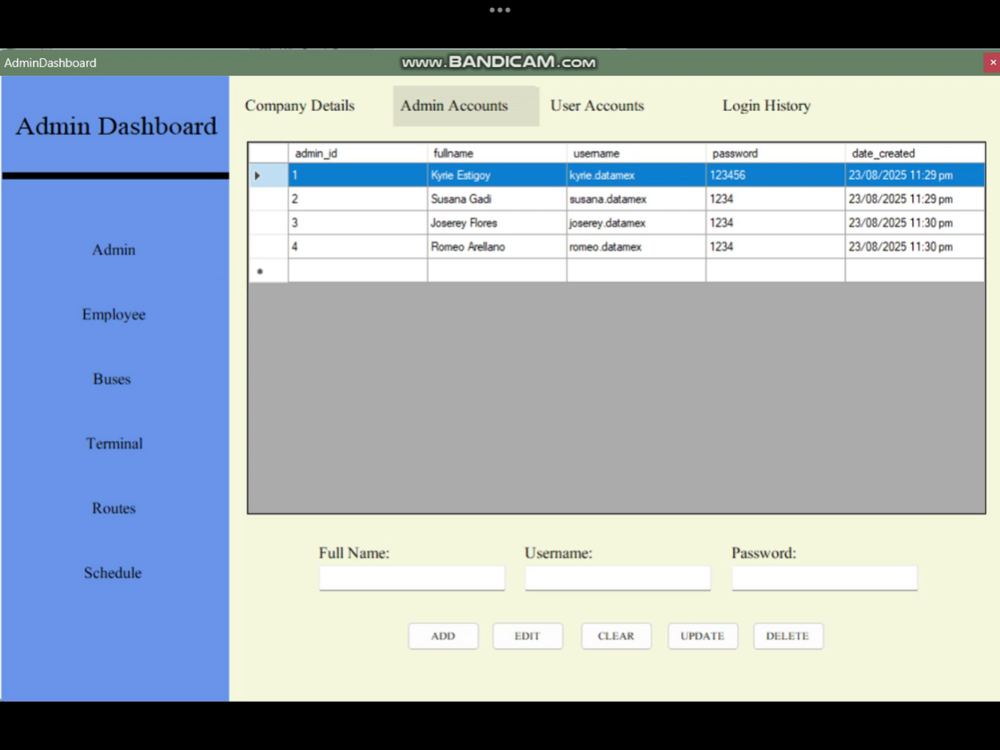 AdminDashboard
www.BANDICAM.com
Admin Dashboard
Admin
Employee
Buses
Terminal
Routes
Schedule
Company Details Admin Accounts User Accounts Login History
admin_id fullname username password date_created
1 Kyrie Estigoy kyrie.datamex 123456 23/08/2025 11:29 pm
2 Susana Gadi susana.datamex 1234 23/08/2025 11:29 pm
3 Joserey Flores joserey.datamex 1234 23/08/2025 11:30 pm
4 Romeo Arellano romeo.datamex 1234 23/08/2025 11:30 pm
Full Name: Username: Password:
ADD EDIT CLEAR UPDATE DELETE